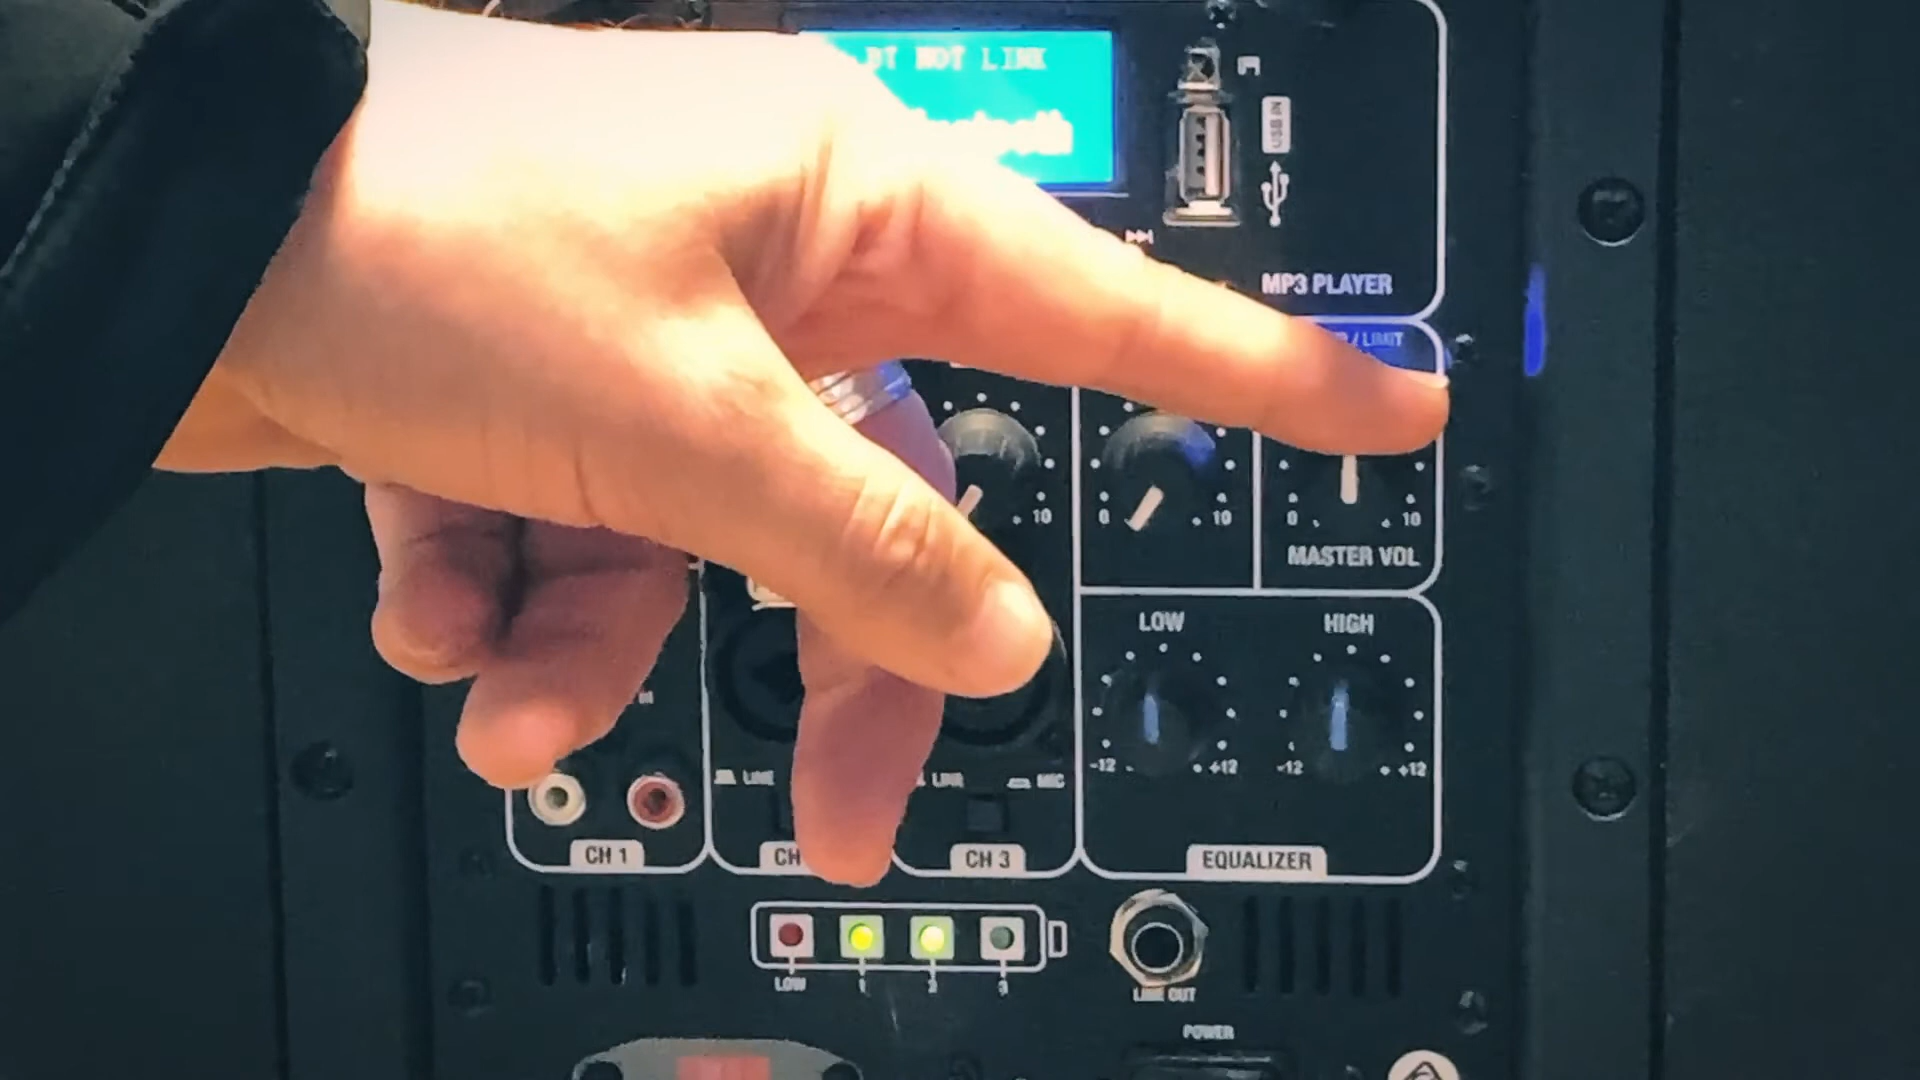 BT NOT LINK
USB IN
MP3 PLAYER
/ LIMIT
10
0
10
0
10
MASTER VOL
LOW
HIGH
-12
+12
-12
+12
LINE
LINE
MIC
CH 1
CH
CH 3
EQUALIZER
LOW
1
2
3
LINE OUT
POWER